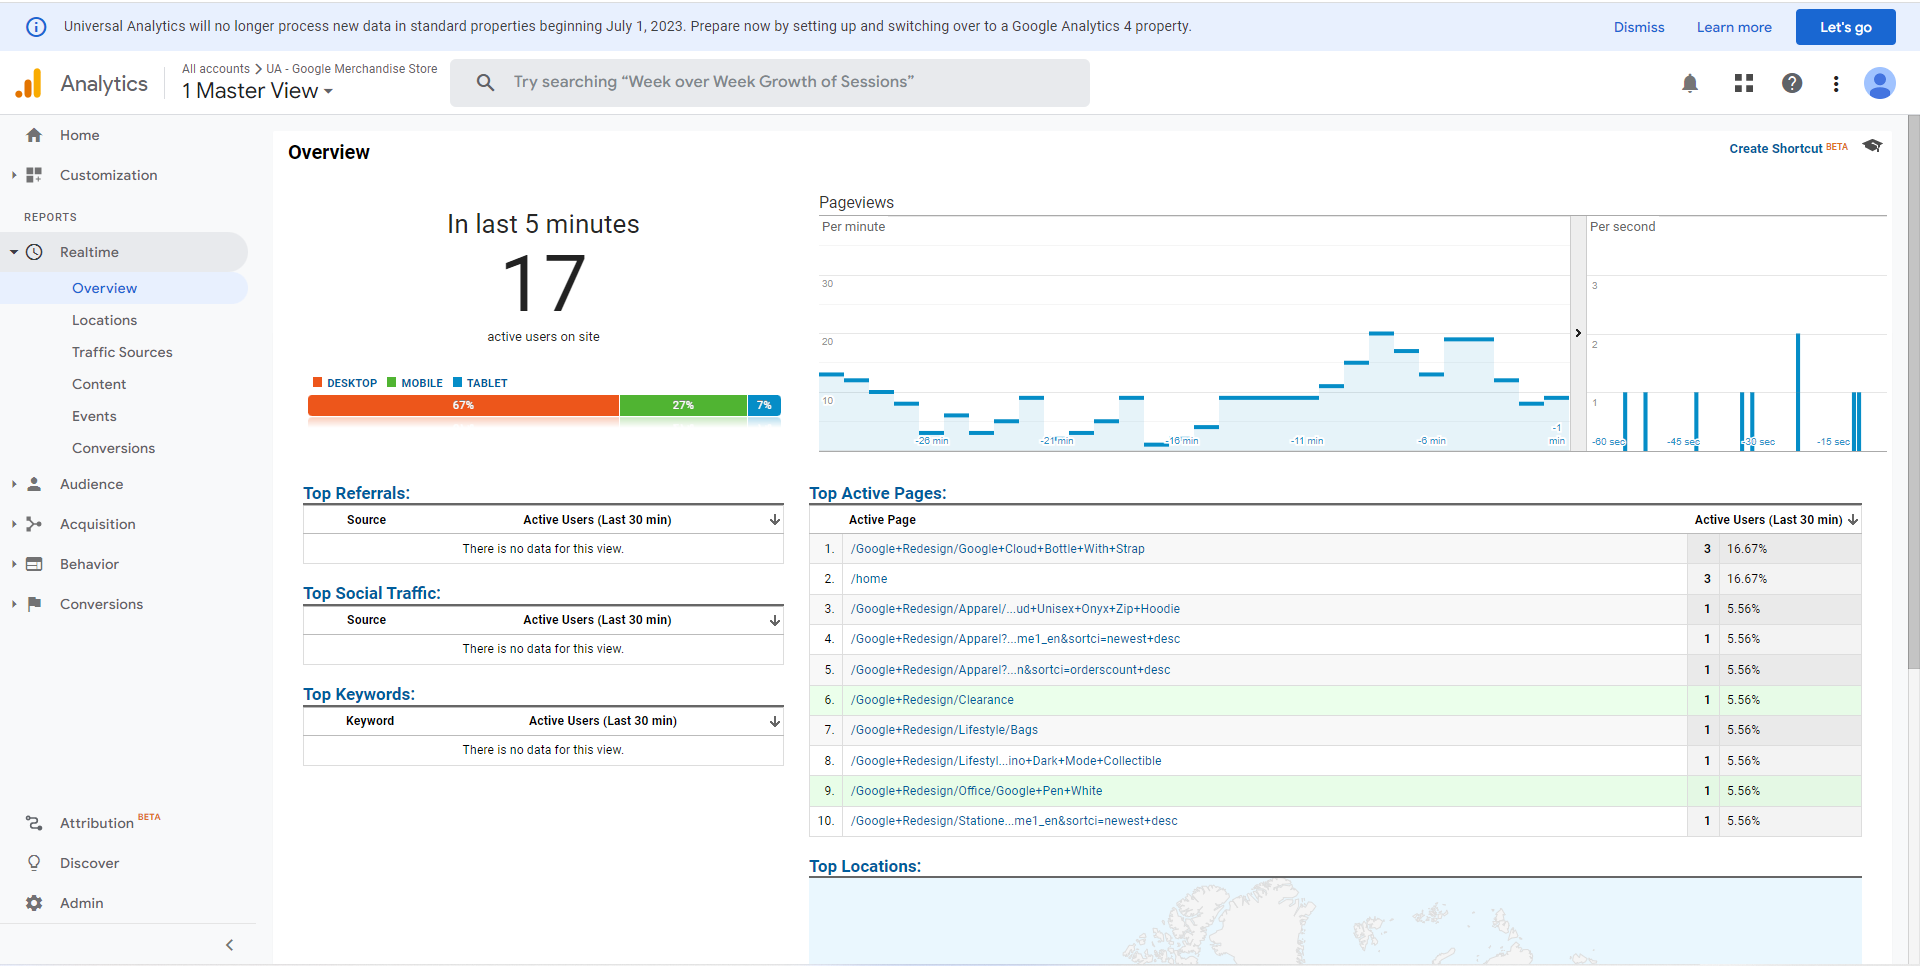 Universal Analytics will no longer process new data in standard properties beginning July 1, 2023. Prepare now by setting up and switching over to a Google Analytics 4 property.
Dismiss
Learn more
Let's go
Analytics
All accounts > UA - Google Merchandise Store
1 Master View
Try searching “Week over Week Growth of Sessions”
Home
Customization
REPORTS
Realtime
Overview
Locations
Traffic Sources
Content
Events
Conversions
Audience
Acquisition
Behavior
Conversions
Attribution BETA
Discover
Admin
Overview
Create Shortcut BETA
In last 5 minutes
17
active users on site
DESKTOP MOBILE TABLET
67% 27% 7%
Pageviews
Per minute
30
20
10
-26 min -21 min -16 min -11 min -6 min -1 min
Per second
3
2
1
-60 sec -45 sec -30 sec -15 sec
Top Referrals:
Source Active Users (Last 30 min)
There is no data for this view.
Top Social Traffic:
Source Active Users (Last 30 min)
There is no data for this view.
Top Keywords:
Keyword Active Users (Last 30 min)
There is no data for this view.
Top Active Pages:
Active Page Active Users (Last 30 min)
1. /Google+Redesign/Google+Cloud+Bottle+With+Strap 3 16.67%
2. /home 3 16.67%
3. /Google+Redesign/Apparel/...ud+Unisex+Onyx+Zip+Hoodie 1 5.56%
4. /Google+Redesign/Apparel?...me1_en&sortci=newest+desc 1 5.56%
5. /Google+Redesign/Apparel?...n&sortci=orderscount+desc 1 5.56%
6. /Google+Redesign/Clearance 1 5.56%
7. /Google+Redesign/Lifestyle/Bags 1 5.56%
8. /Google+Redesign/Lifestyl...ino+Dark+Mode+Collectible 1 5.56%
9. /Google+Redesign/Office/Google+Pen+White 1 5.56%
10. /Google+Redesign/Statione...me1_en&sortci=newest+desc 1 5.56%
Top Locations: